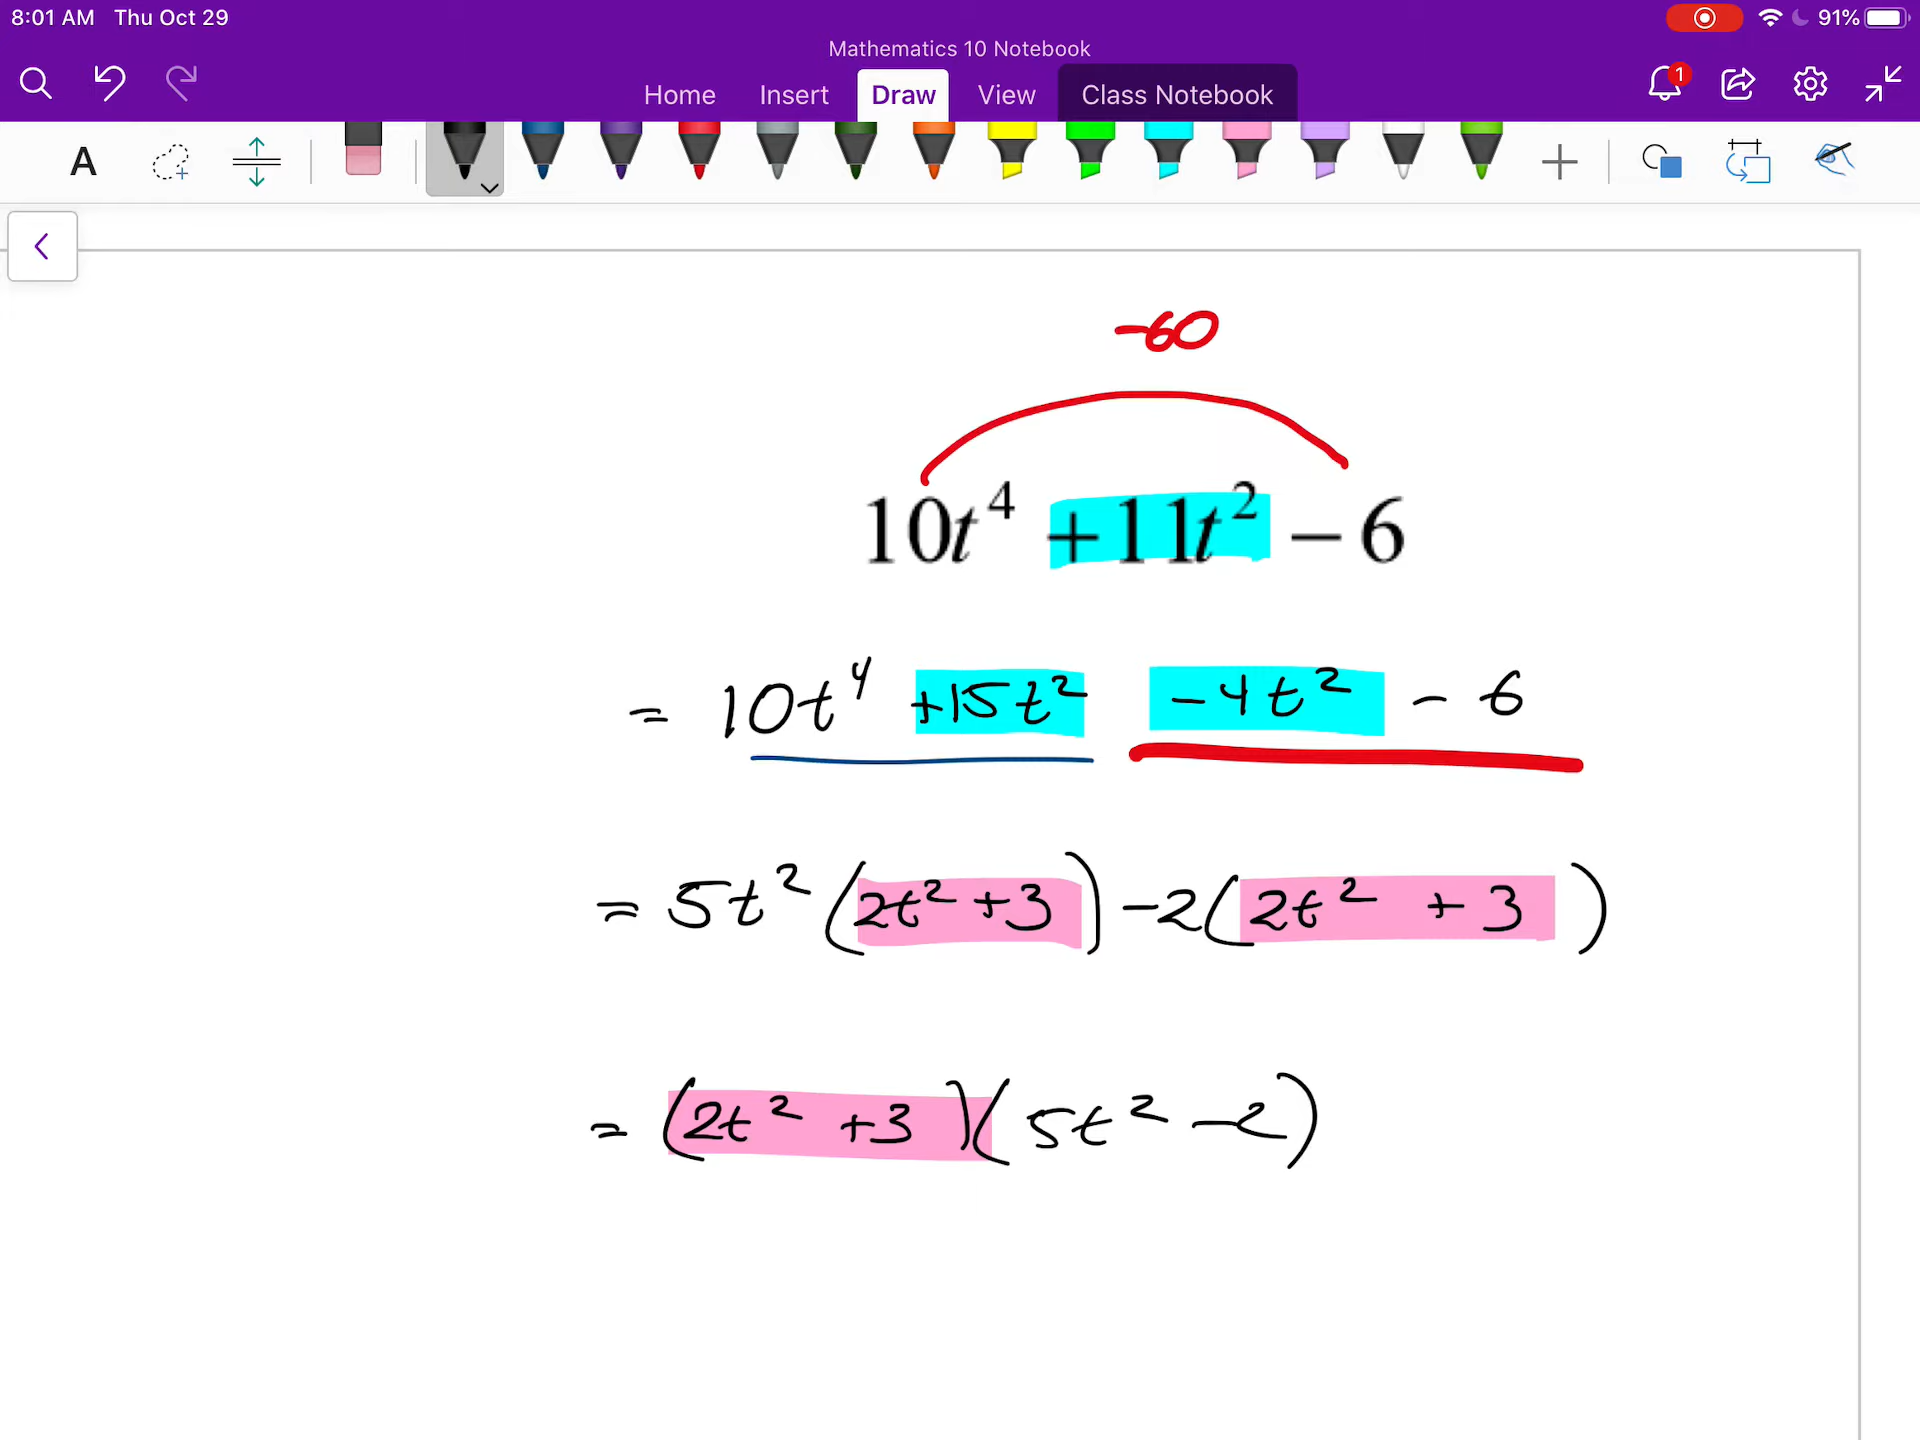 8:01 AM Thu Oct 29
91%
Mathematics 10 Notebook
Home Insert Draw View Class Notebook
1
A
-60
10t⁴ +11t² − 6
= 10t⁴ +15t² -4t² - 6
= 5t² (2t² +3) -2(2t² + 3)
= (2t² +3)(5t² -2)